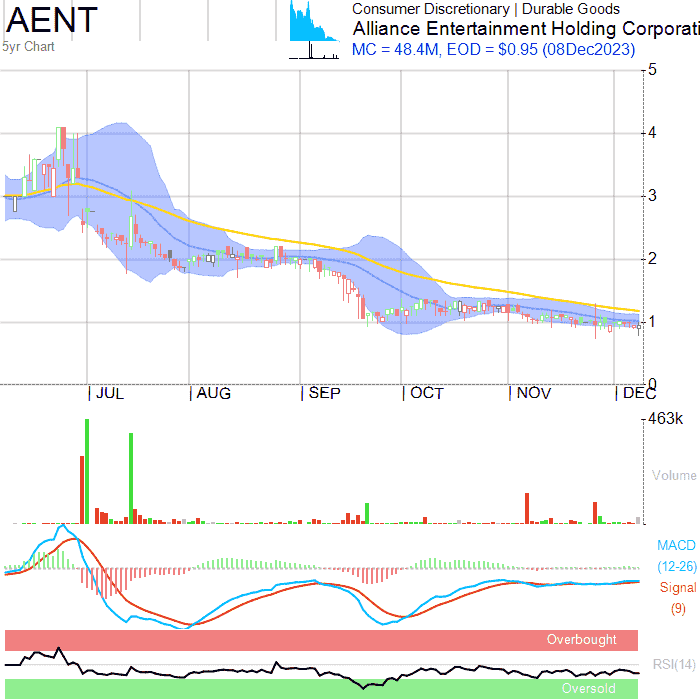 AENT
5yr Chart
Consumer Discretionary | Durable Goods
Alliance Entertainment Holding Corporati
MC = 48.4M, EOD = $0.95 (08Dec2023)
5
4
3
2
1
0
JUL AUG SEP OCT NOV DEC
463k
Volume
MACD
(12-26)
Signal
(9)
Overbought
RSI(14)
Oversold